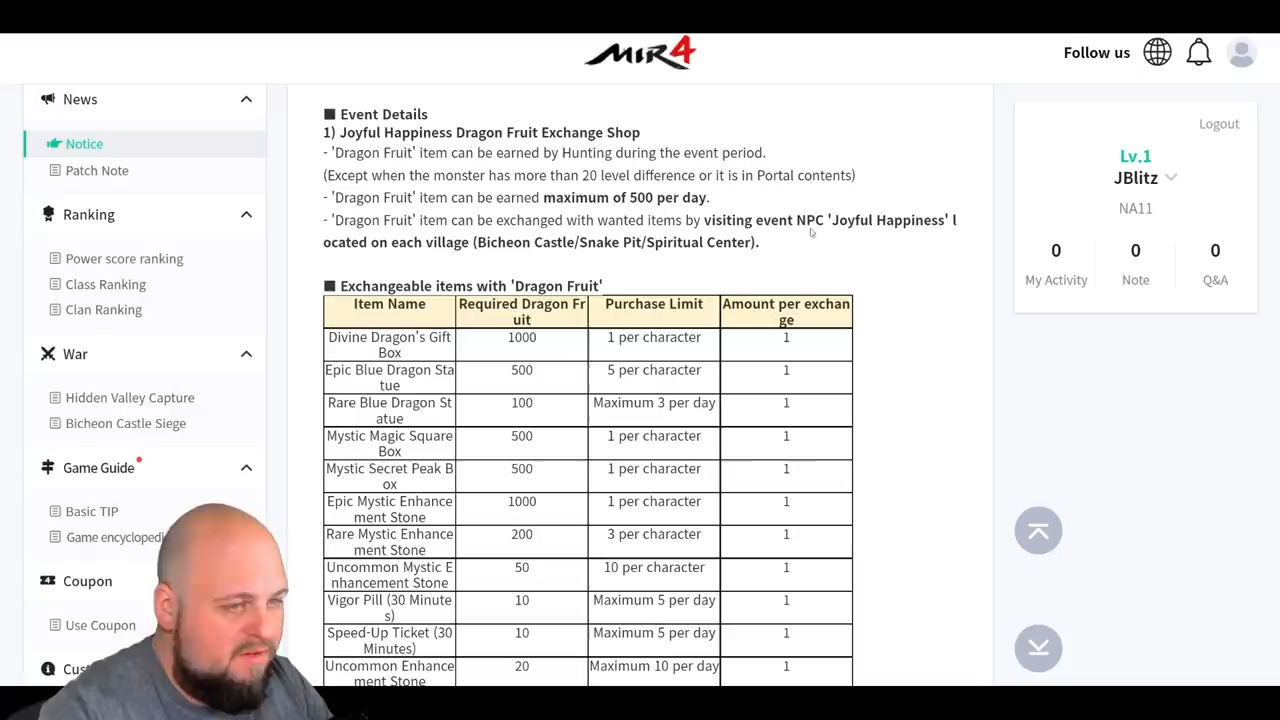 MIR4
Follow us
News
Notice
Patch Note
Ranking
Power score ranking
Class Ranking
Clan Ranking
War
Hidden Valley Capture
Bicheon Castle Siege
Game Guide
Basic TIP
Game encyclopedi
Coupon
Use Coupon
Cus
■ Event Details
1) Joyful Happiness Dragon Fruit Exchange Shop
- 'Dragon Fruit' item can be earned by Hunting during the event period.
(Except when the monster has more than 20 level difference or it is in Portal contents)
- 'Dragon Fruit' item can be earned maximum of 500 per day.
- 'Dragon Fruit' item can be exchanged with wanted items by visiting event NPC 'Joyful Happiness' l
ocated on each village (Bicheon Castle/Snake Pit/Spiritual Center).
■ Exchangeable items with 'Dragon Fruit'
Item Name Required Dragon Fr Purchase Limit Amount per exchan
uit ge
Divine Dragon's Gift 1000 1 per character 1
Box
Epic Blue Dragon Sta 500 5 per character 1
tue
Rare Blue Dragon St 100 Maximum 3 per day 1
atue
Mystic Magic Square 500 1 per character 1
Box
Mystic Secret Peak B 500 1 per character 1
ox
Epic Mystic Enhance 1000 1 per character 1
ment Stone
Rare Mystic Enhance 200 3 per character 1
ment Stone
Uncommon Mystic E 50 10 per character 1
nhancement Stone
Vigor Pill (30 Minute 10 Maximum 5 per day 1
s)
Speed-Up Ticket (30 10 Maximum 5 per day 1
Minutes)
Uncommon Enhance 20 Maximum 10 per day 1
ment Stone
Logout
Lv.1
JBlitz
NA11
0 0 0
My Activity Note Q&A